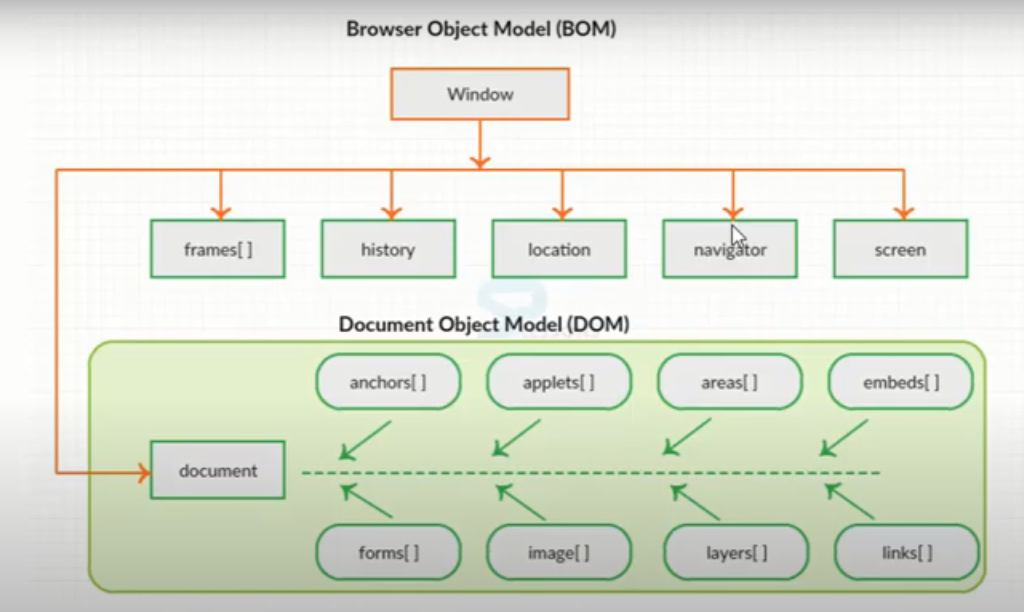 Browser Object Model (BOM)
Window
frames[ ]
history
location
navigator
screen
Document Object Model (DOM)
anchors[ ]
applets[ ]
areas[ ]
embeds[ ]
document
forms[ ]
image[ ]
layers[ ]
links[ ]